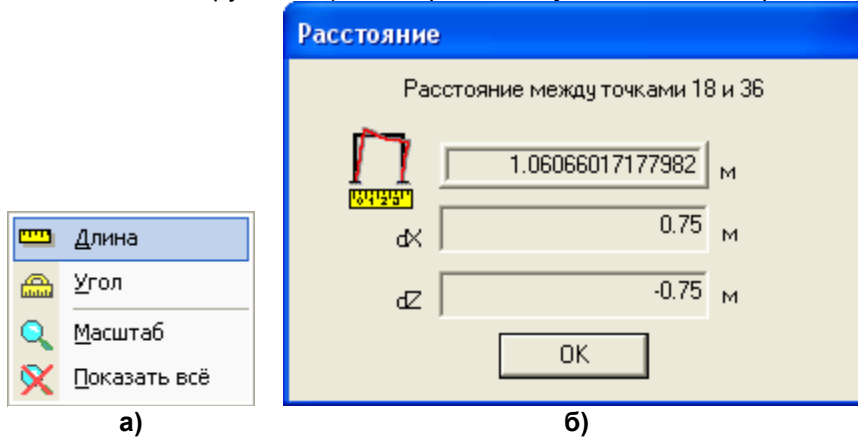 Расстояние
Расстояние между точками 18 и 36
1.06066017177982 м
dX 0.75 м
dZ -0.75 м
OK
Длина
Угол
Масштаб
Показать всё
а) б)